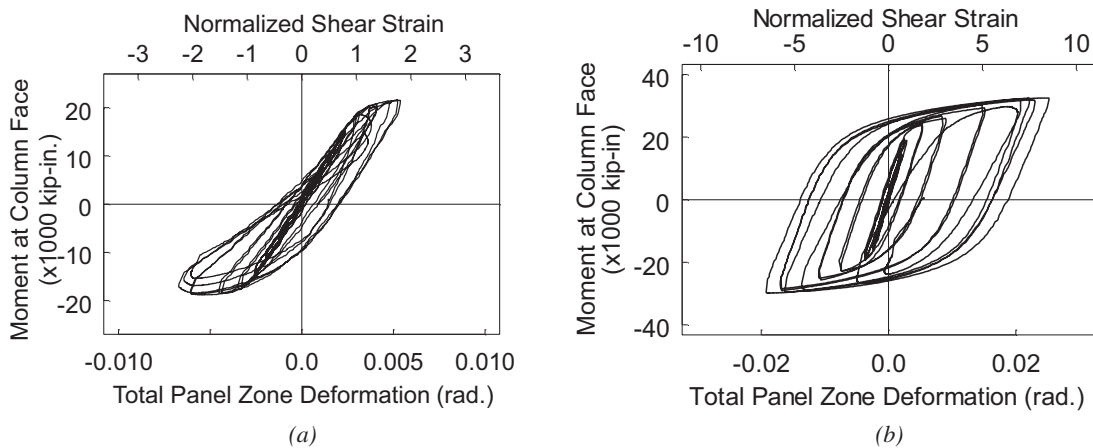 Normalized Shear Strain
-3 -2 -1 0 1 2 3
Moment at Column Face
(x1000 kip-in.)
20
10
0
-10
-20
-0.010 0.0 0.005 0.010
Total Panel Zone Deformation (rad.)
(a)
Normalized Shear Strain
-10 -5 0 5 10
Moment at Column Face
(x1000 kip-in)
40
20
0
-20
-40
-0.02 0.0 0.02
Total Panel Zone Deformation (rad.)
(b)